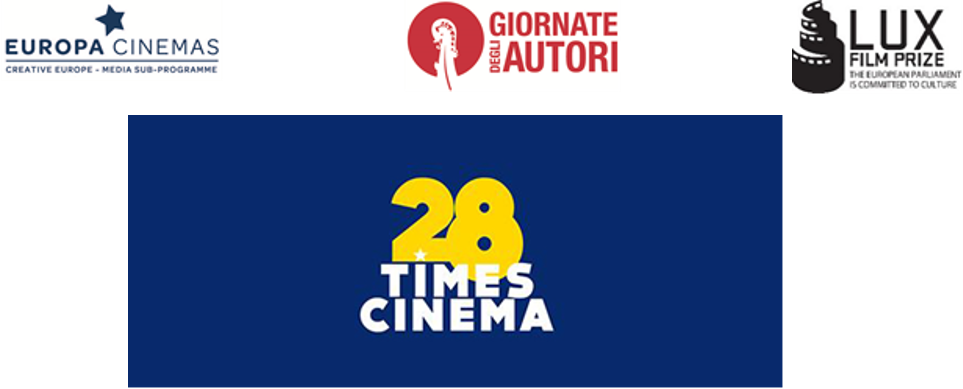 EUROPA CINEMAS
CREATIVE EUROPE - MEDIA SUB-PROGRAMME
GIORNATE
DEGLI
AUTORI
LUX
FILM PRIZE
THE EUROPEAN PARLIAMENT
IS COMMITTED TO CULTURE
28
TIMES
CINEMA